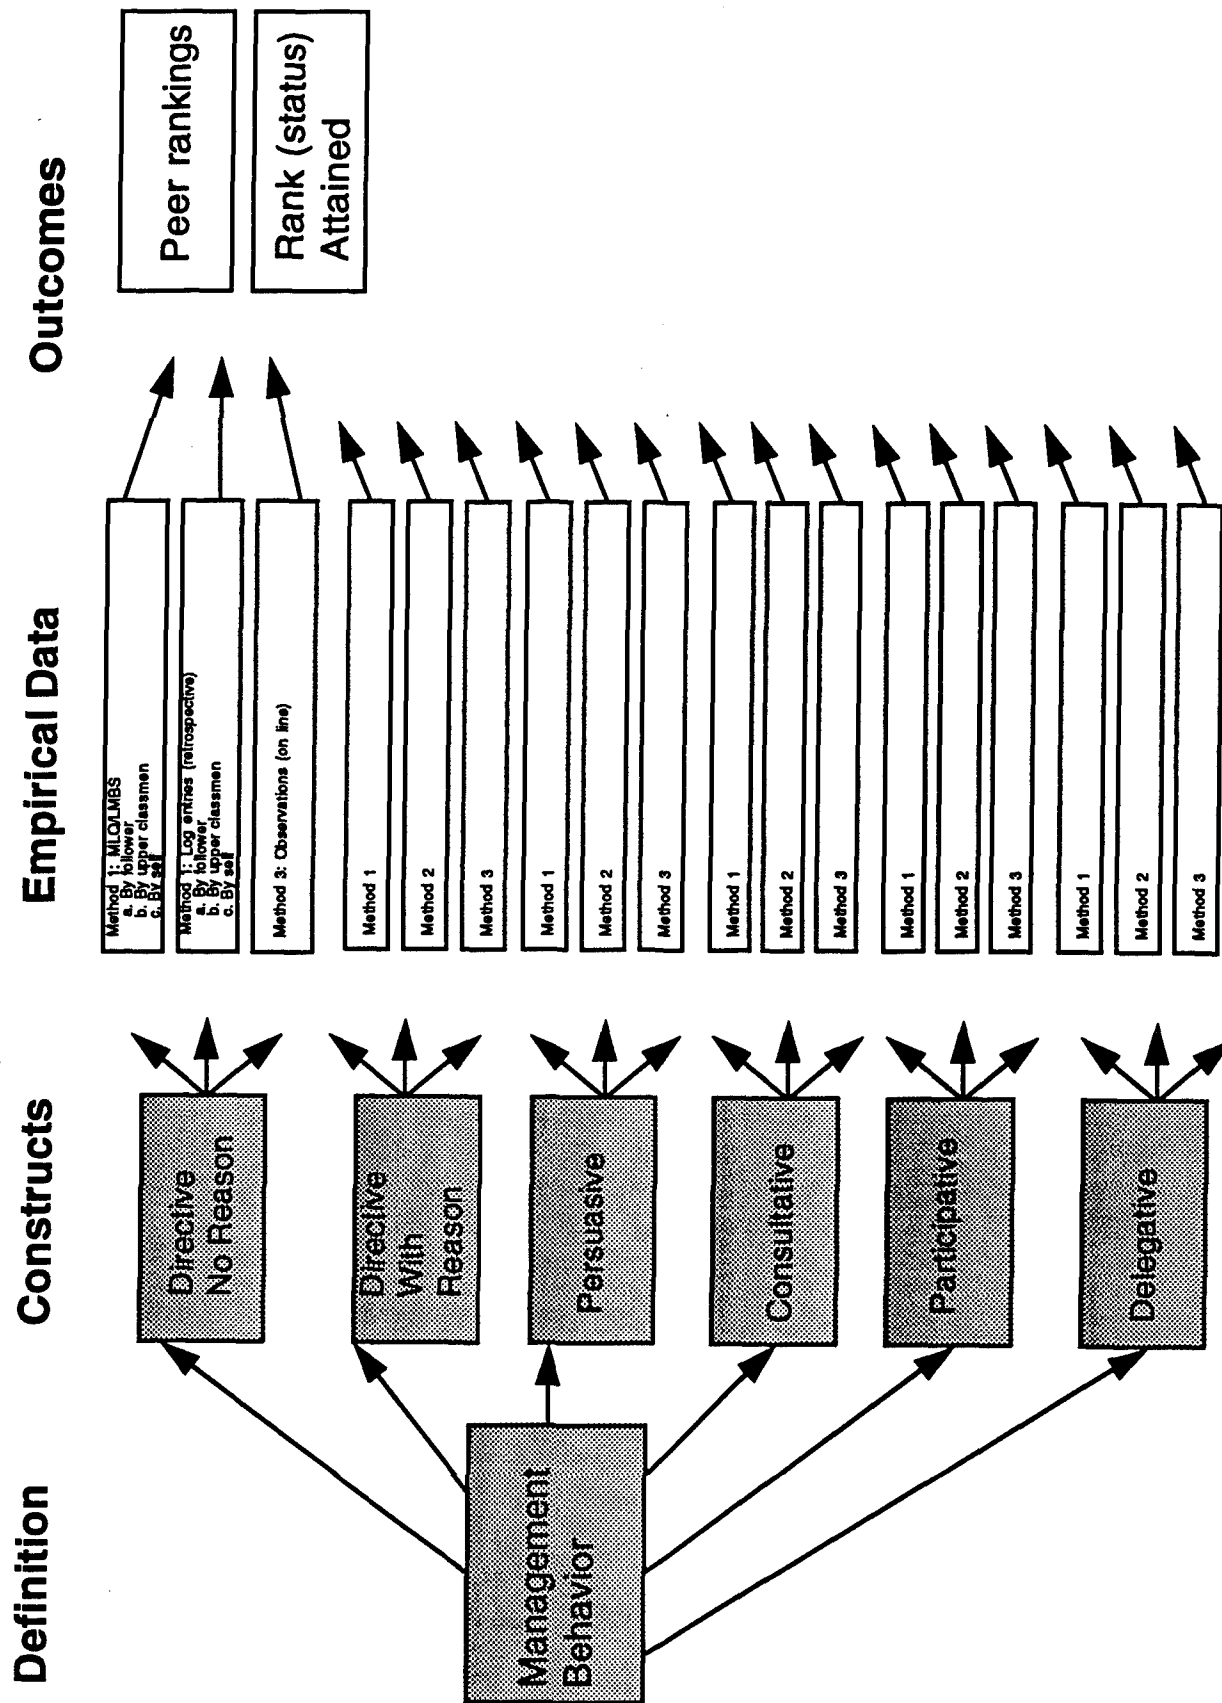 Definition
Constructs
Empirical Data
Outcomes
Management
Behavior
Directive
No Reason
Directive
With
Reason
Persuasive
Consultative
Participative
Delegative
Method 1: MLQ/LMBS
a. By follower
b. By upper classmen
c. By self
Method 1: Log entries (retrospective)
a. By follower
b. By upper classmen
c. By self
Method 3: Observations (on line)
Method 1
Method 2
Method 3
Method 1
Method 2
Method 3
Method 1
Method 2
Method 3
Method 1
Method 2
Method 3
Method 1
Method 2
Method 3
Peer rankings
Rank (status)
Attained